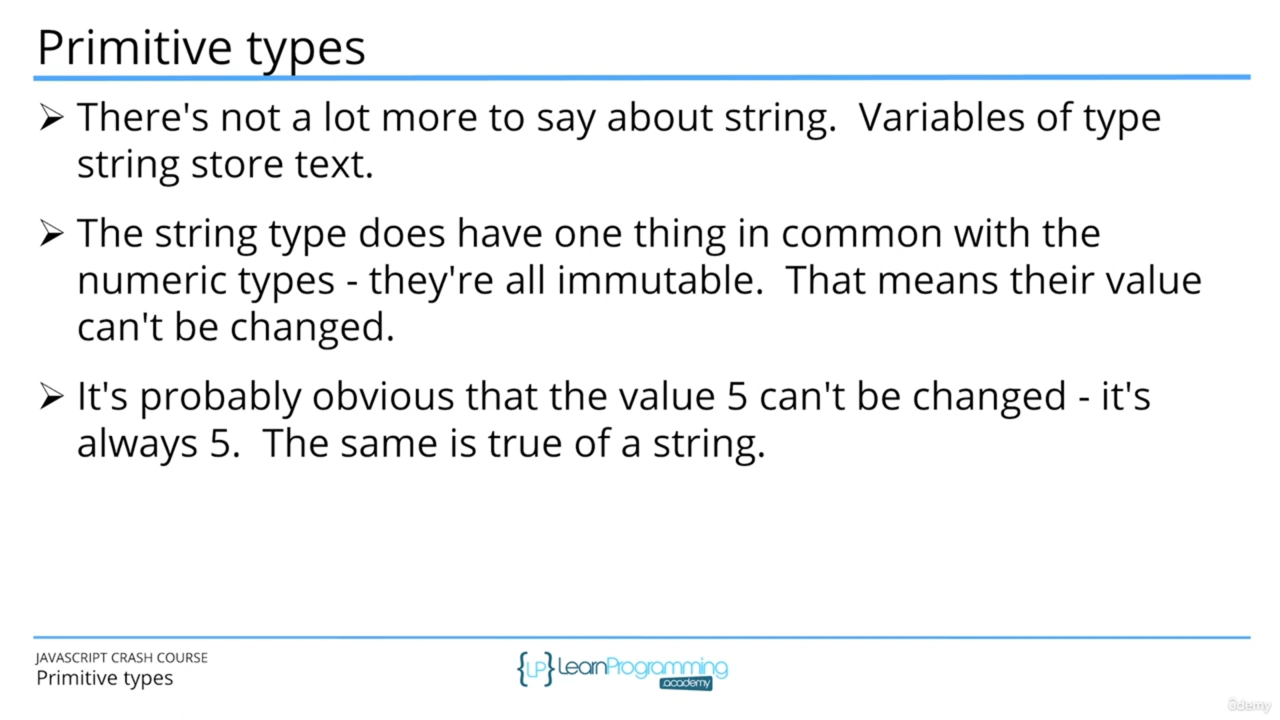 Primitive types
There's not a lot more to say about string.  Variables of type
string store text.
The string type does have one thing in common with the
numeric types - they're all immutable.  That means their value
can't be changed.
It's probably obvious that the value 5 can't be changed - it's
always 5.  The same is true of a string.
JAVASCRIPT CRASH COURSE
Primitive types
{LP} LearnProgramming
.academy
ûdemy